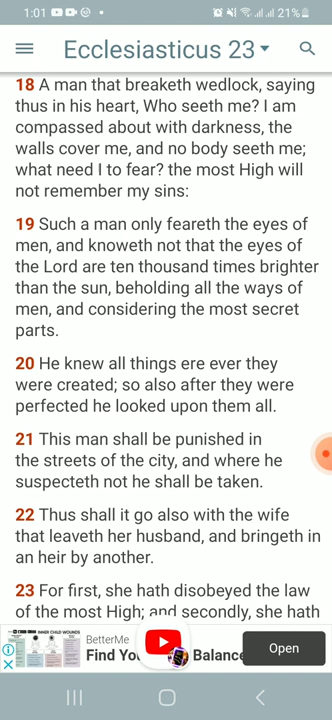 1:01
21%
Ecclesiasticus 23
18 A man that breaketh wedlock, saying
thus in his heart, Who seeth me? I am
compassed about with darkness, the
walls cover me, and no body seeth me;
what need I to fear? the most High will
not remember my sins:
19 Such a man only feareth the eyes of
men, and knoweth not that the eyes of
the Lord are ten thousand times brighter
than the sun, beholding all the ways of
men, and considering the most secret
parts.
20 He knew all things ere ever they
were created; so also after they were
perfected he looked upon them all.
21 This man shall be punished in
the streets of the city, and where he
suspecteth not he shall be taken.
22 Thus shall it go also with the wife
that leaveth her husband, and bringeth in
an heir by another.
23 For first, she hath disobeyed the law
of the most High; and secondly, she hath
INNER CHILD WOUNDS
BetterMe
Find Balance
Open